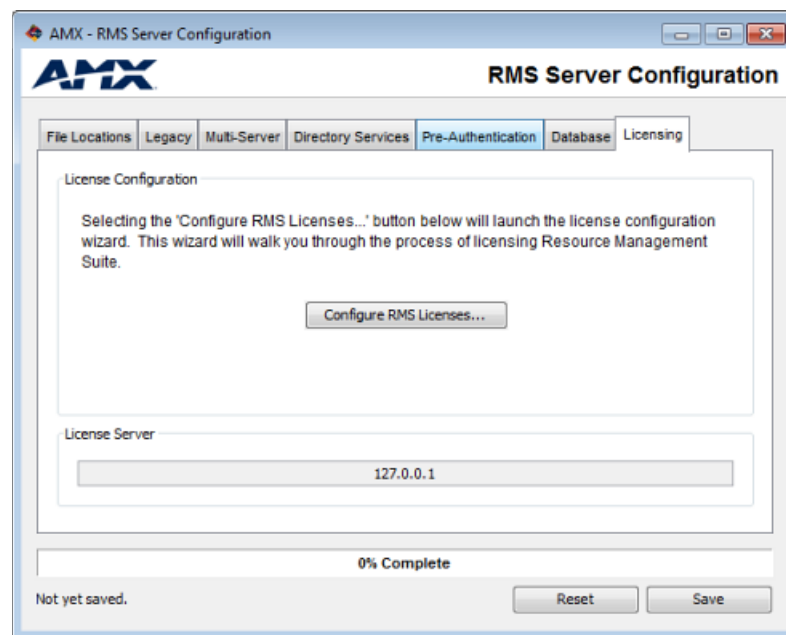 AMX - RMS Server Configuration
AMX
RMS Server Configuration
File Locations Legacy Multi-Server Directory Services Pre-Authentication Database Licensing
License Configuration
Selecting the 'Configure RMS Licenses...' button below will launch the license configuration
wizard. This wizard will walk you through the process of licensing Resource Management
Suite.
Configure RMS Licenses...
License Server
127.0.0.1
0% Complete
Not yet saved.
Reset
Save